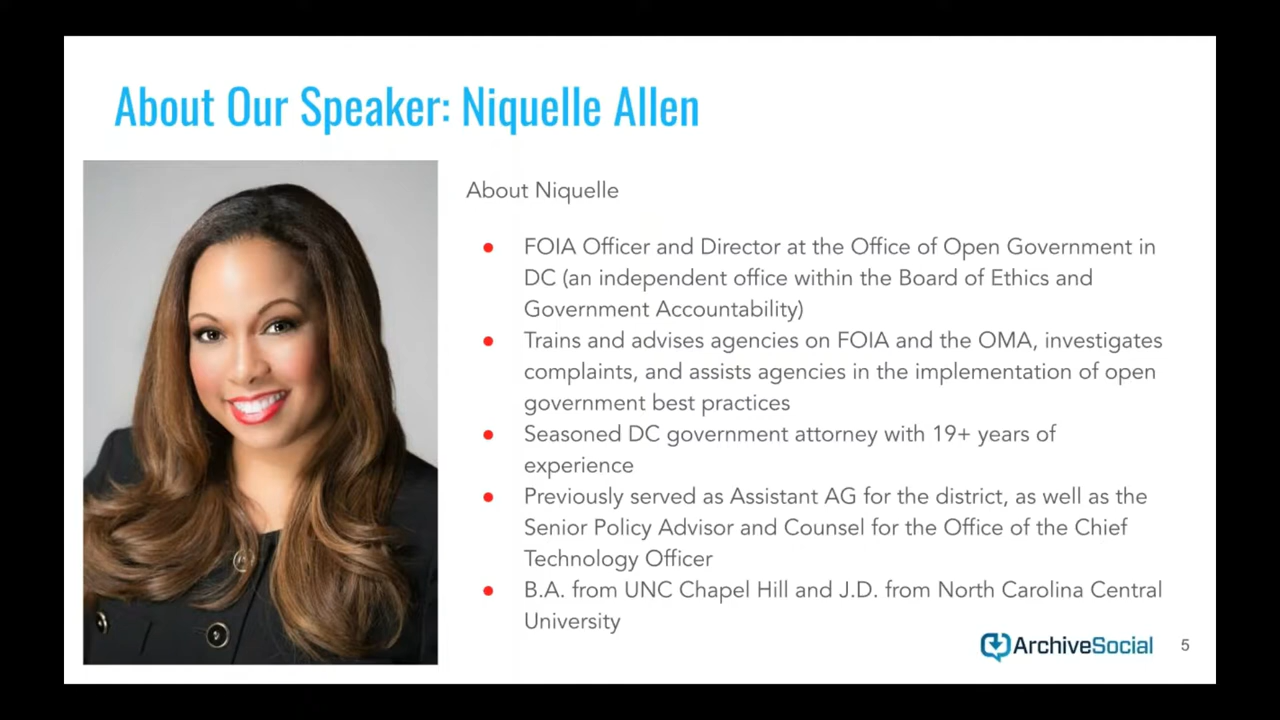 About Our Speaker: Niquelle Allen
About Niquelle
● FOIA Officer and Director at the Office of Open Government in
DC (an independent office within the Board of Ethics and
Government Accountability)
● Trains and advises agencies on FOIA and the OMA, investigates
complaints, and assists agencies in the implementation of open
government best practices
● Seasoned DC government attorney with 19+ years of
experience
● Previously served as Assistant AG for the district, as well as the
Senior Policy Advisor and Counsel for the Office of the Chief
Technology Officer
● B.A. from UNC Chapel Hill and J.D. from North Carolina Central
University
ArchiveSocial 5